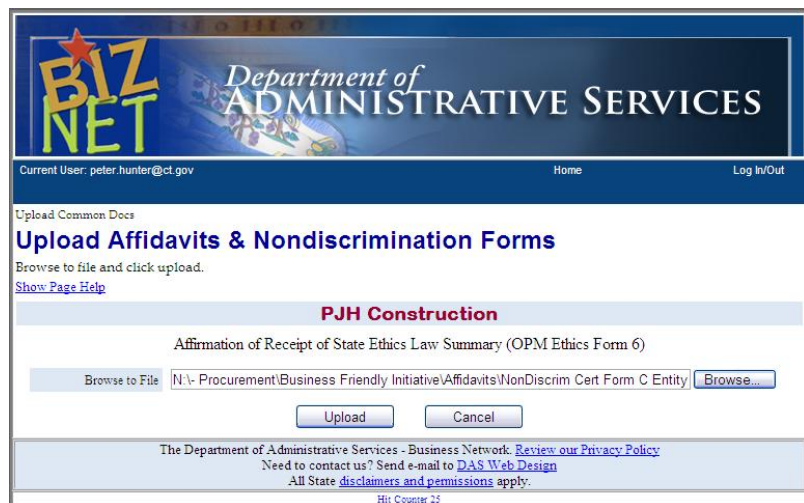 BIZ
NET
Department of
ADMINISTRATIVE SERVICES
Current User: peter.hunter@ct.gov Home Log In/Out
Upload Common Docs
Upload Affidavits & Nondiscrimination Forms
Browse to file and click upload.
Show Page Help
PJH Construction
Affirmation of Receipt of State Ethics Law Summary (OPM Ethics Form 6)
Browse to File N:\- Procurement\Business Friendly Initiative\Affidavits\NonDiscrim Cert Form C Entity Browse...
Upload Cancel
The Department of Administrative Services - Business Network. Review our Privacy Policy
Need to contact us? Send e-mail to DAS Web Design
All State disclaimers and permissions apply.
Hit Counter 25